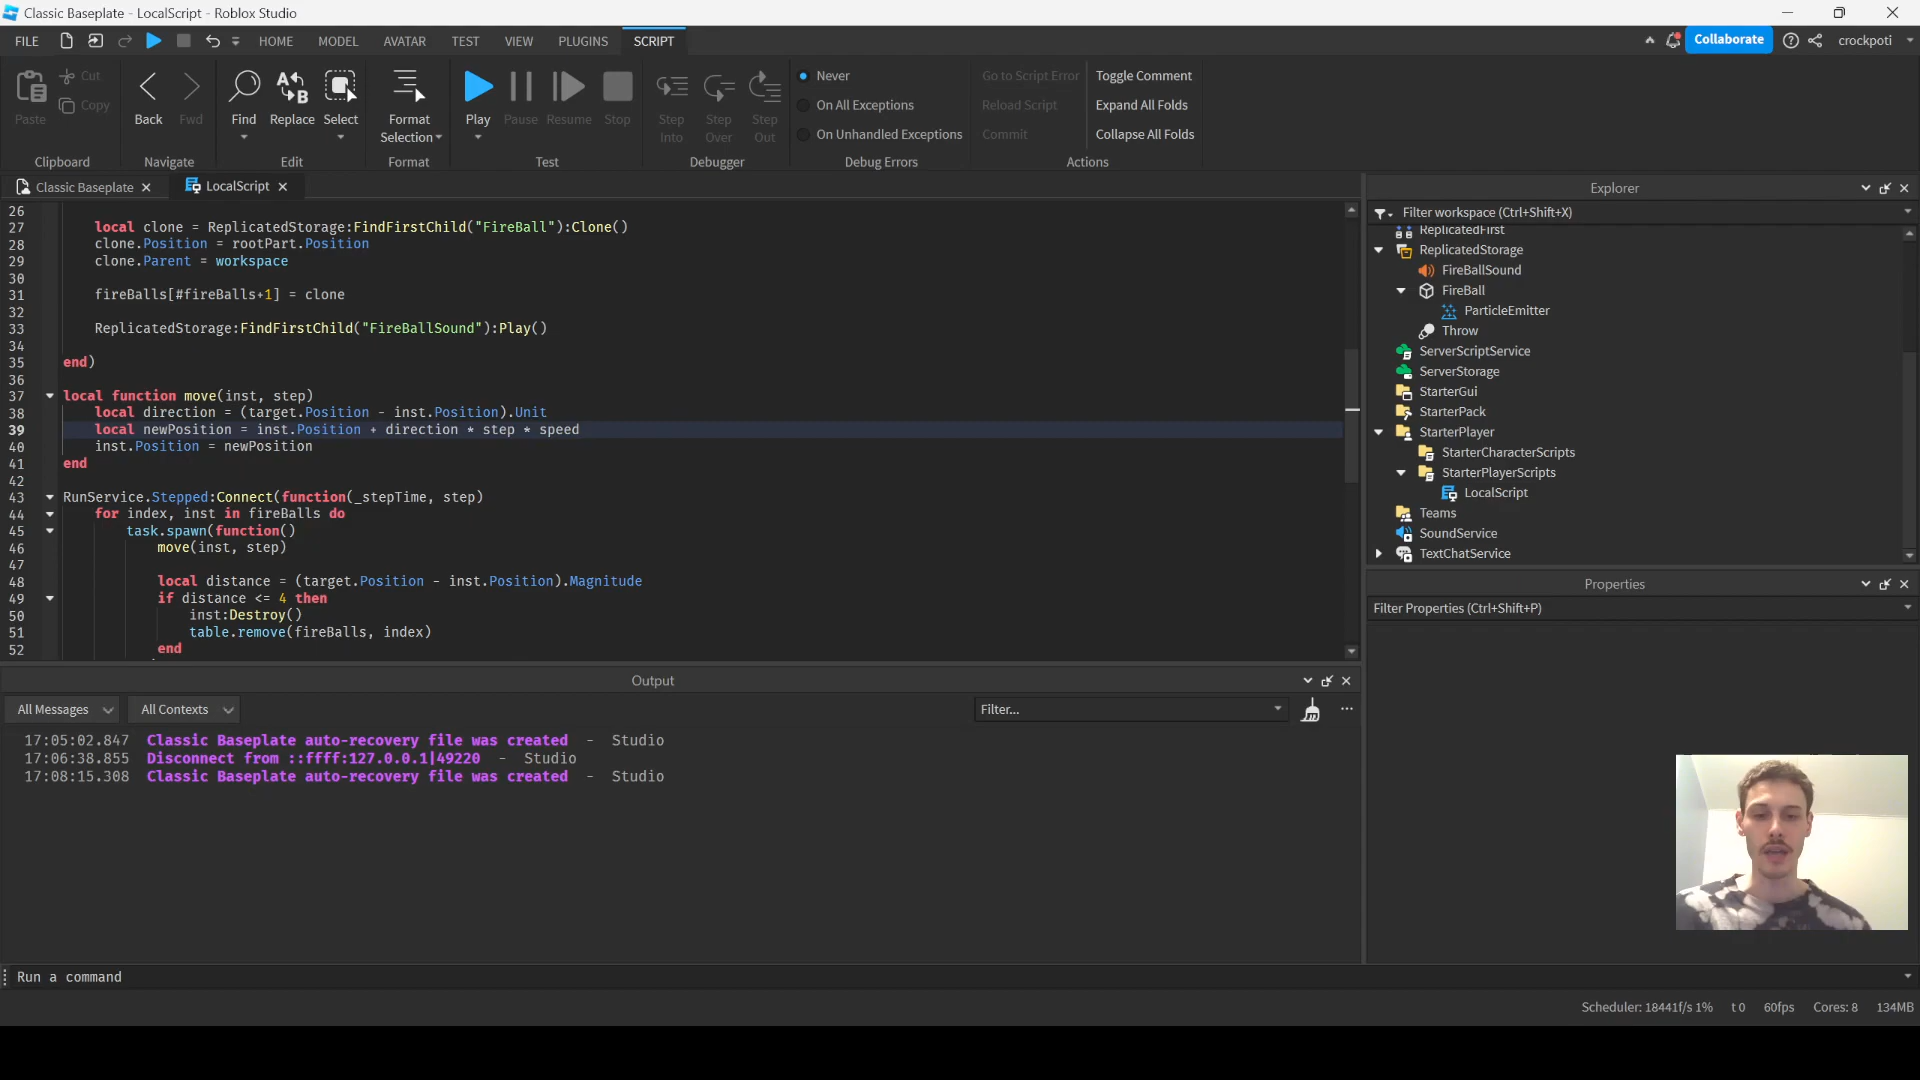 Classic Baseplate - LocalScript - Roblox Studio
FILE
HOME
MODEL
AVATAR
TEST
VIEW
PLUGINS
SCRIPT
Collaborate
crockpoti
Paste
Cut
Copy
Back
Fwd
Find
Replace
Select
Format
Selection
Play
Pause
Resume
Stop
Step
Into
Step
Over
Step
Out
Never
On All Exceptions
On Unhandled Exceptions
Go to Script Error
Reload Script
Commit
Toggle Comment
Expand All Folds
Collapse All Folds
Clipboard
Navigate
Edit
Format
Test
Debugger
Debug Errors
Actions
Classic Baseplate
LocalScript
26
27 local clone = ReplicatedStorage:FindFirstChild("FireBall"):Clone()
28 clone.Position = rootPart.Position
29 clone.Parent = workspace
30
31 fireBalls[#fireBalls+1] = clone
32
33 ReplicatedStorage:FindFirstChild("FireBallSound"):Play()
34
35 end)
36
37 local function move(inst, step)
38 local direction = (target.Position - inst.Position).Unit
39 local newPosition = inst.Position + direction * step * speed
40 inst.Position = newPosition
41 end
42
43 RunService.Stepped:Connect(function(_stepTime, step)
44 for index, inst in fireBalls do
45 task.spawn(function()
46 move(inst, step)
47
48 local distance = (target.Position - inst.Position).Magnitude
49 if distance <= 4 then
50 inst:Destroy()
51 table.remove(fireBalls, index)
52 end
Explorer
Filter workspace (Ctrl+Shift+X)
ReplicatedFirst
ReplicatedStorage
FireBallSound
FireBall
ParticleEmitter
Throw
ServerScriptService
ServerStorage
StarterGui
StarterPack
StarterPlayer
StarterCharacterScripts
StarterPlayerScripts
LocalScript
Teams
SoundService
TextChatService
Properties
Filter Properties (Ctrl+Shift+P)
Output
All Messages
All Contexts
Filter...
17:05:02.847 Classic Baseplate auto-recovery file was created - Studio
17:06:38.855 Disconnect from ::ffff:127.0.0.1|49220 - Studio
17:08:15.308 Classic Baseplate auto-recovery file was created - Studio
Run a command
Scheduler: 18441f/s 1% t 0 60fps Cores: 8 134MB